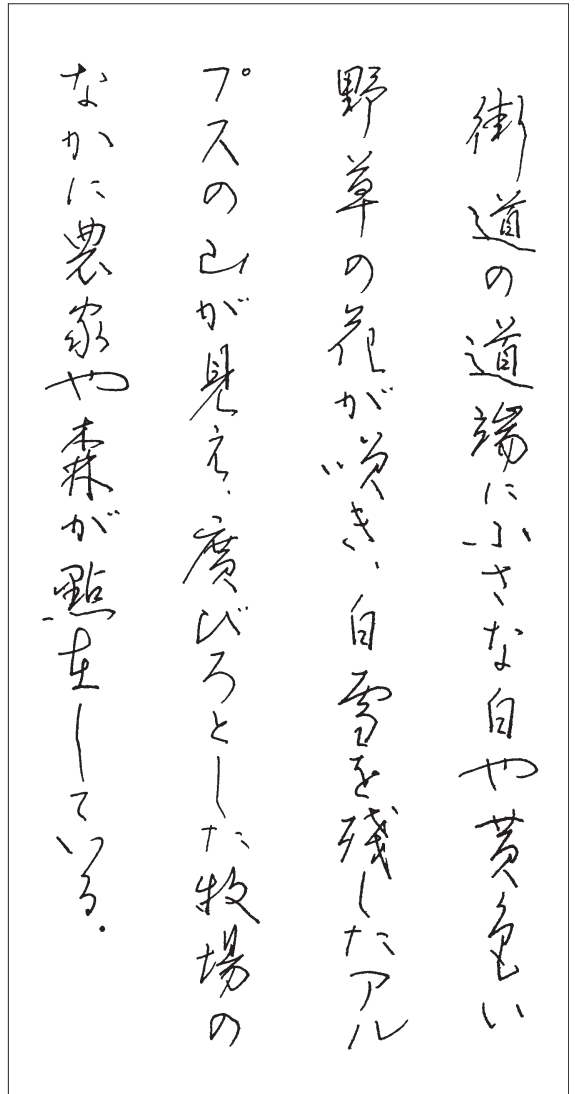 街道の道端に小さな白や黄色い
野草の花が咲き、白雪を残したアル
プスの山が見え、廣びろとした牧場の
なかに農家や森が點在している.